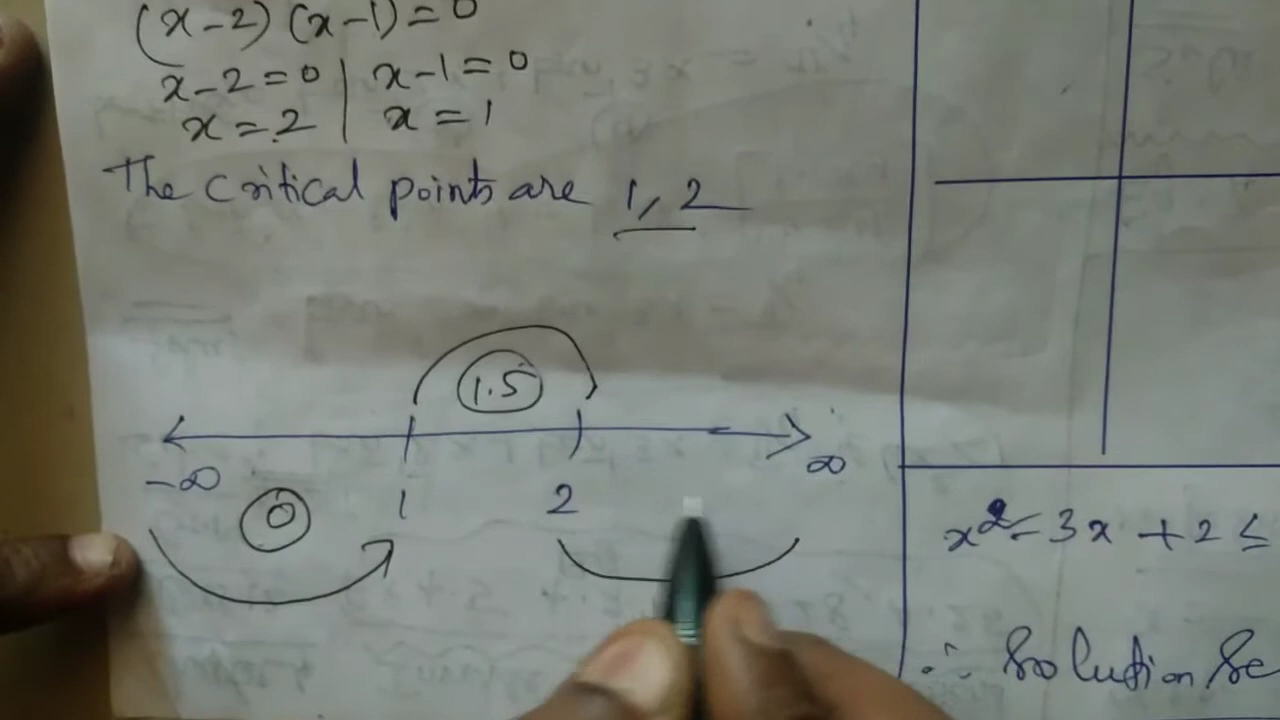 (x-2) (x-1) = 0
x-2=0 | x-1=0
x=2 | x=1
The critical points are 1, 2
1.5
-∞ 0 1 2 ∞
x²-3x+2≤
∴ Solution Se